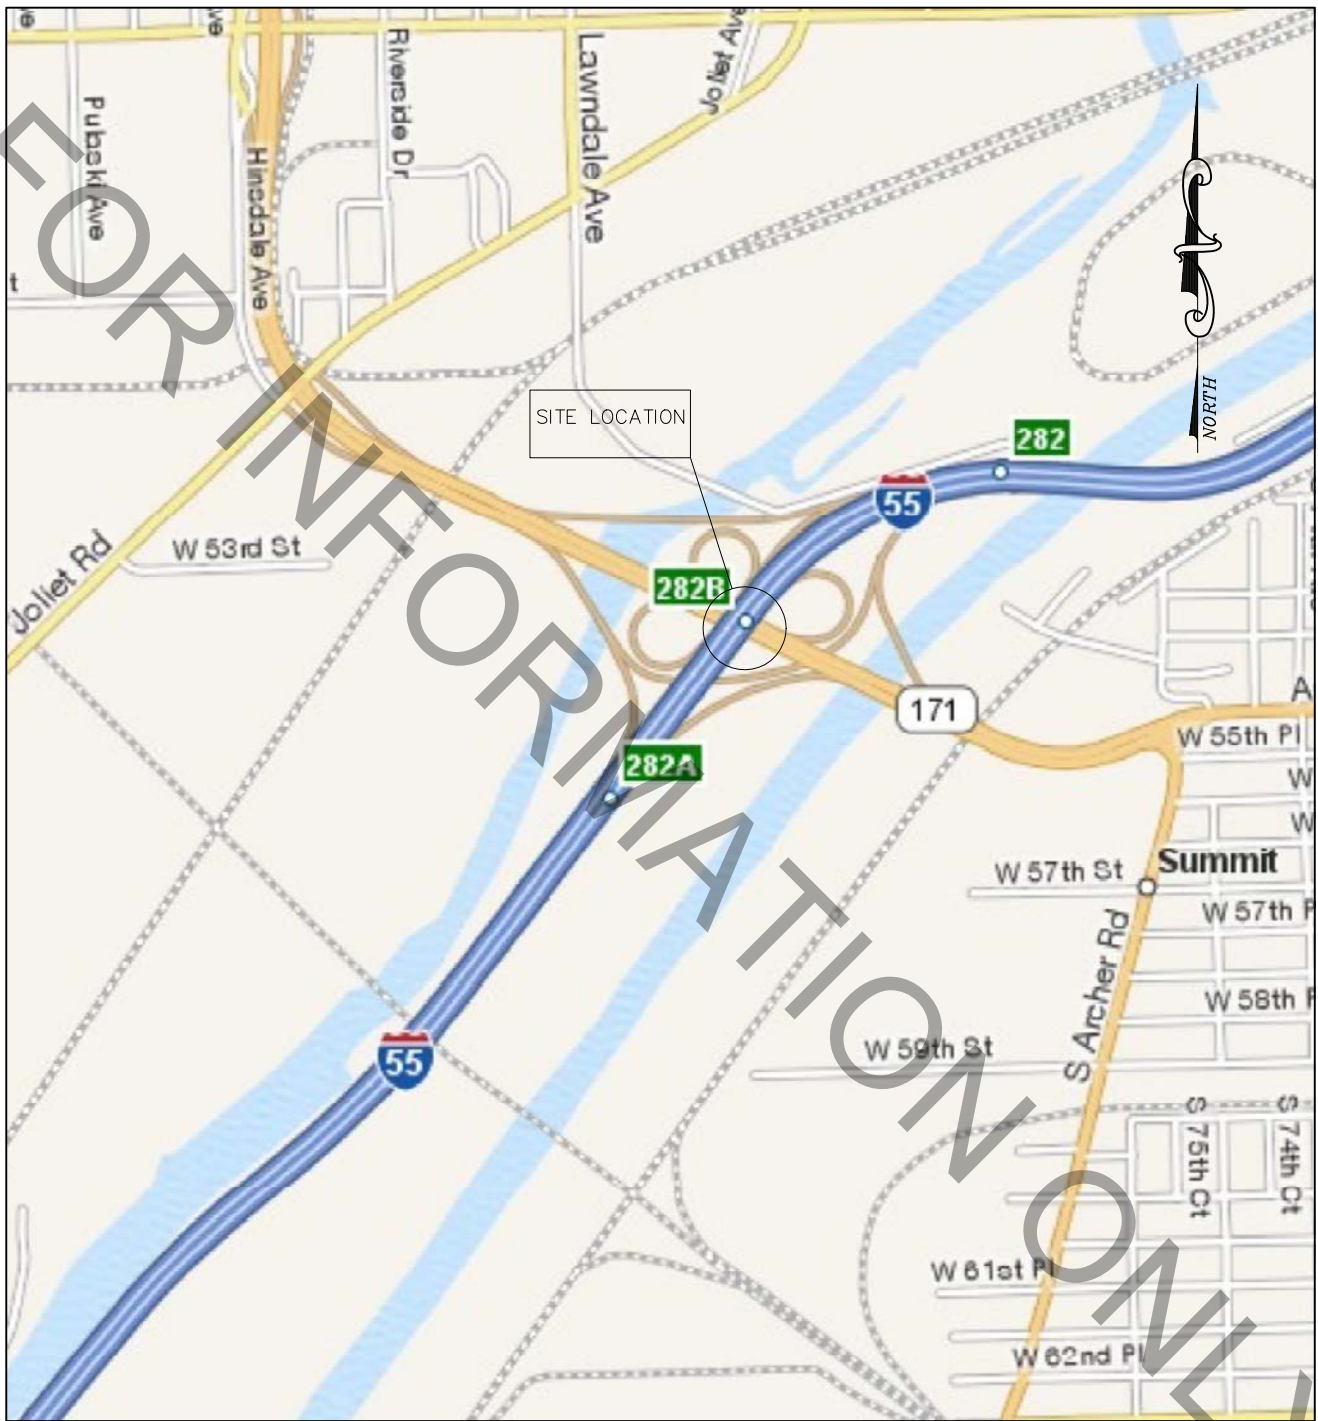 Riverside Dr
Lawndale Ave
Joliet Ave
Pulaski Ave
Hinsdale Ave
SITE LOCATION
282
NORTH
55
W 53rd St
Joliet Rd
282B
171
A
W 55th Pl
282A
W
W
Summit
W 57th St
W 57th P
S Archer Rd
W 58th P
W 59th St
55
S 75th Ct
S 74th Ct
W 61st Pl
W 62nd Pl
FOR INFORMATION ONLY